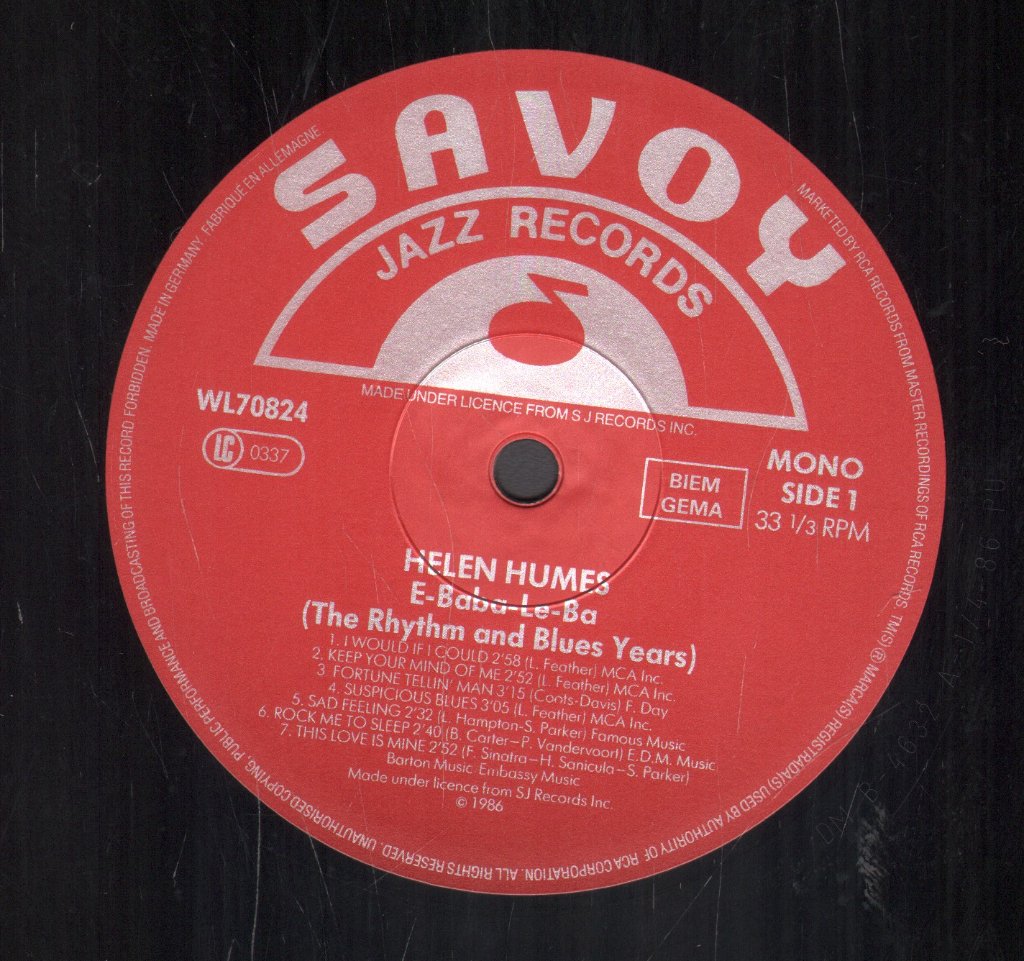 SAVOY
JAZZ RECORDS
MADE UNDER LICENCE FROM S J RECORDS INC.
WL70824
LC 0337
BIEM
GEMA
MONO
SIDE 1
33 1/3 RPM
HELEN HUMES
E-Baba-Le-Ba
(The Rhythm and Blues Years)
1. I WOULD IF I COULD 2'58 (L. Feather) MCA Inc.
2. KEEP YOUR MIND OF ME 2'52 (L. Feather) MCA Inc.
3. FORTUNE TELLIN' MAN 3'15 (Conts-Davis) F. Day
4. SUSPICIOUS BLUES 3'05 (L. Feather) MCA Inc.
5. SAD FEELING 2'32 (L. Hampton-S. Parker) Famous Music
6. ROCK ME TO SLEEP 2'40 (B. Carter–P. Vandervoort) E.D.M. Music
7. THIS LOVE IS MINE 2'52 (F. Sinatra–H. Sanicula–S. Parker)
Barton Music Embassy Music
Made under licence from SJ Records Inc.
© 1986
MARKETED BY RCA RECORDS FROM MASTER RECORDINGS OF RCA RECORDS. TM(S) ® MARCA(S) REGISTRADA(S) USED BY AUTHORITY OF RCA CORPORATION. ALL RIGHTS RESERVED. UNAUTHORISED COPYING, PUBLIC PERFORMANCE AND BROADCASTING OF THIS RECORD FORBIDDEN. MADE IN GERMANY. FABRIQUE EN ALLEMAGNE